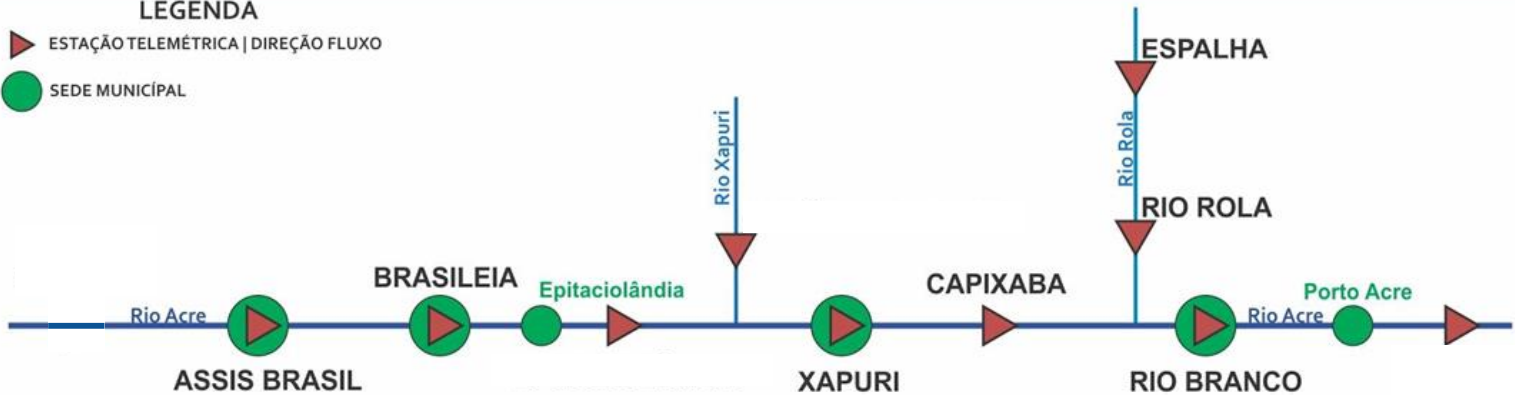 LEGENDA
ESTAÇÃO TELEMÉTRICA | DIREÇÃO FLUXO
SEDE MUNICÍPAL
ESPALHA
Rio Xapuri
Rio Rola
RIO ROLA
BRASILEIA
Epitaciolândia
CAPIXABA
Porto Acre
Rio Acre
Rio Acre
ASSIS BRASIL
XAPURI
RIO BRANCO